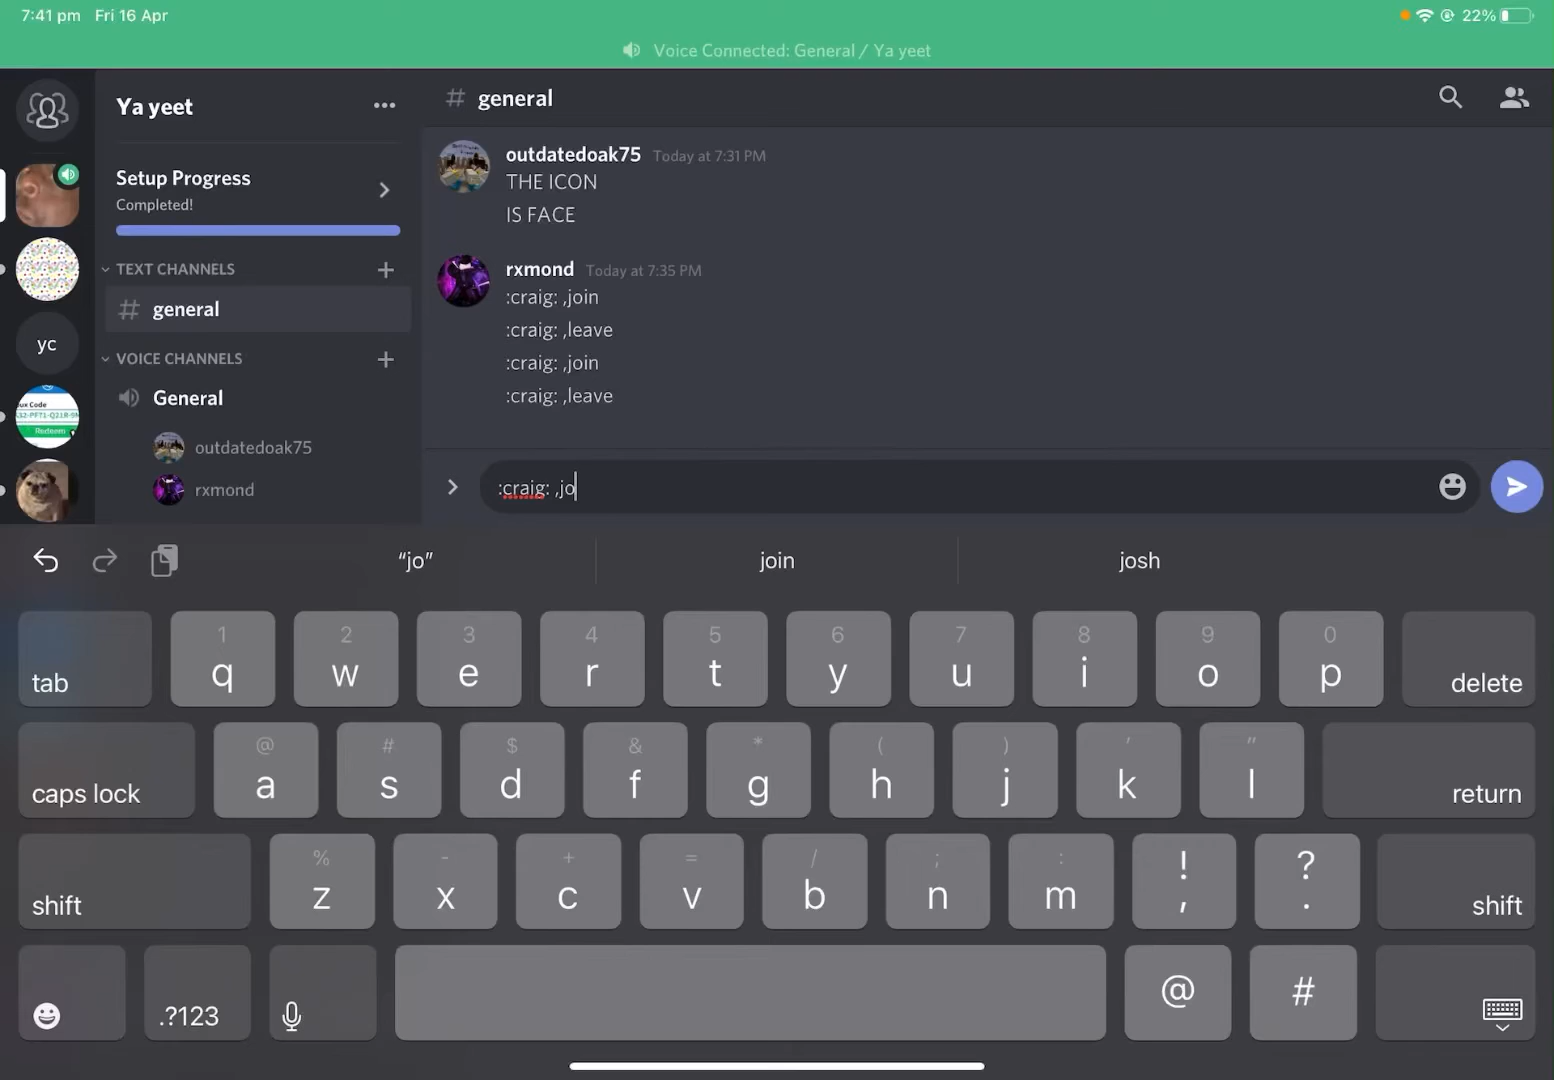 7:41 pm Fri 16 Apr
22%
Voice Connected: General / Ya yeet
Ya yeet
Setup Progress
Completed!
TEXT CHANNELS
general
VOICE CHANNELS
General
outdatedoak75
rxmond
yc
Redeem
# general
outdatedoak75 Today at 7:31 PM
THE ICON
IS FACE
rxmond Today at 7:35 PM
:craig: ,join
:craig: ,leave
:craig: ,join
:craig: ,leave
:craig: ,jo
“jo” join josh
1 2 3 4 5 6 7 8 9 0
tab q w e r t y u i o p delete
@ # $ & * ( ) ' "
caps lock a s d f g h j k l return
% - + = / ; : ! ?
shift z x c v b n m , . shift
.?123 @ #